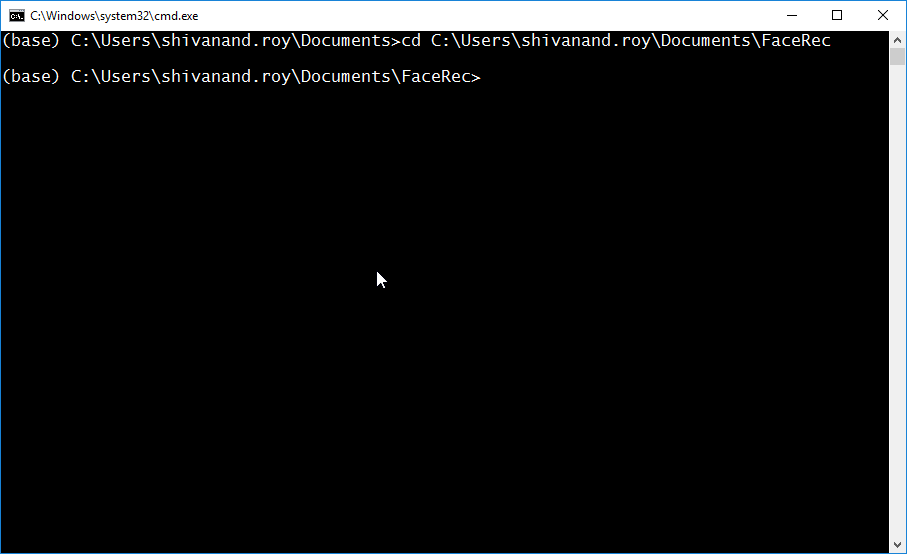 C:\Windows\system32\cmd.exe
(base) C:\Users\shivanand.roy\Documents>cd C:\Users\shivanand.roy\Documents\FaceRec
(base) C:\Users\shivanand.roy\Documents\FaceRec>